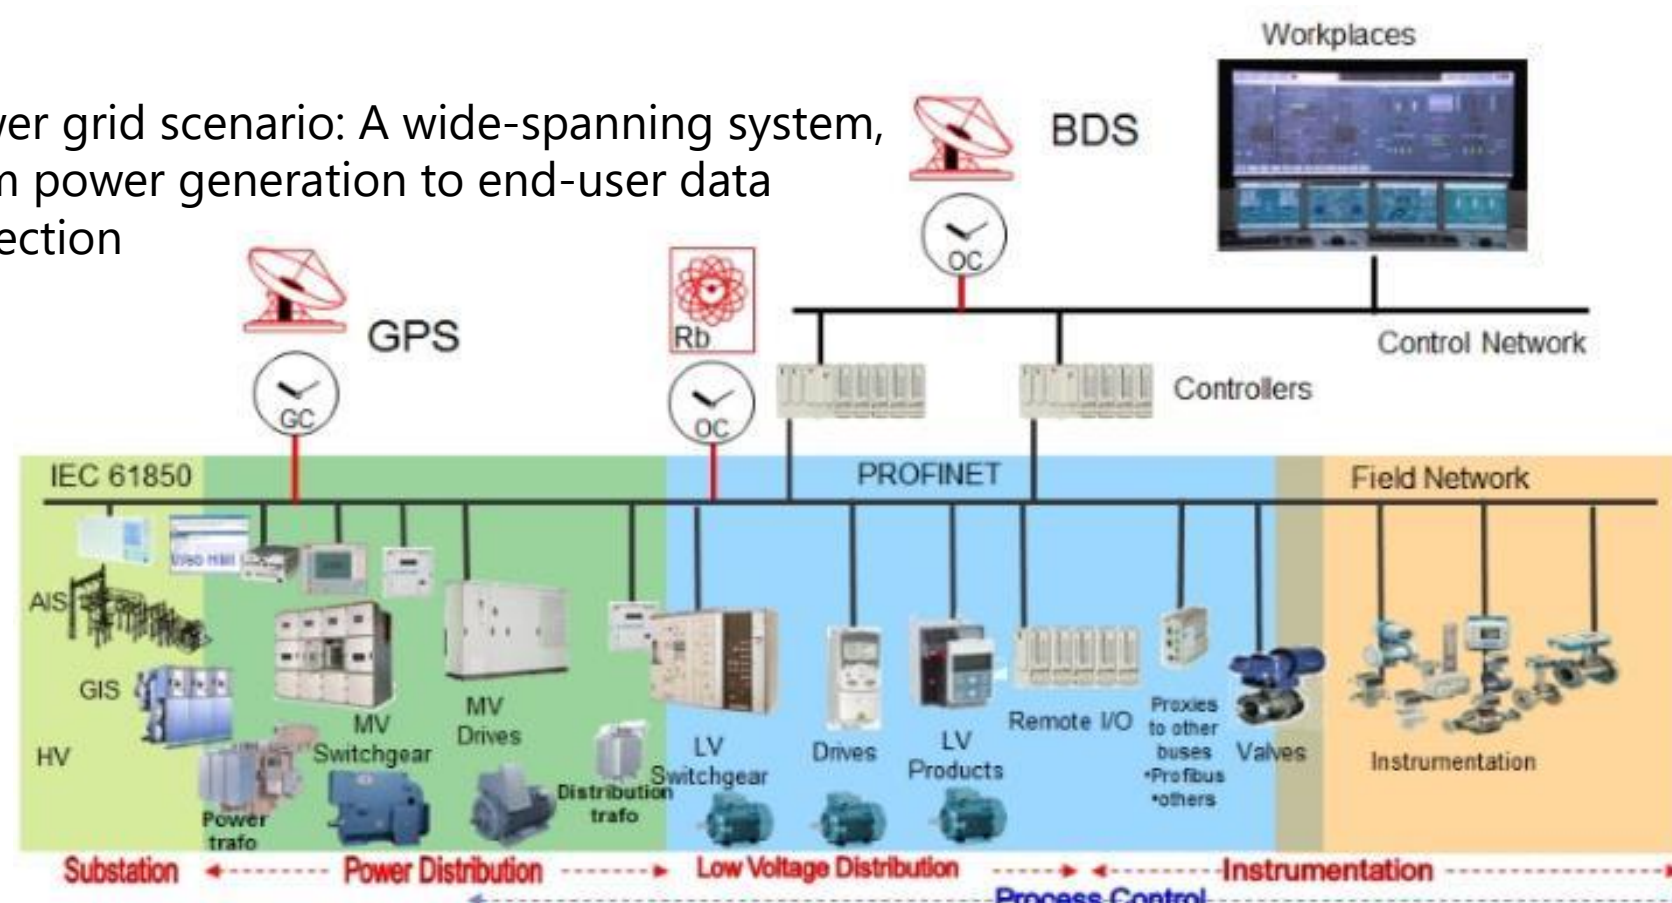 wer grid scenario: A wide-spanning system,
m power generation to end-user data
ection
Workplaces
BDS
OC
GPS
GC
Rb
OC
Control Network
Controllers
IEC 61850
PROFINET
Field Network
AIS
GIS
HV
Power
trafo
MV
Switchgear
MV
Drives
Distribution
trafo
LV
Switchgear
Drives
LV
Products
Remote I/O
Proxies
to other
buses
•Profibus
•others
Valves
Instrumentation
Substation
Power Distribution
Low Voltage Distribution
Instrumentation
Process Control